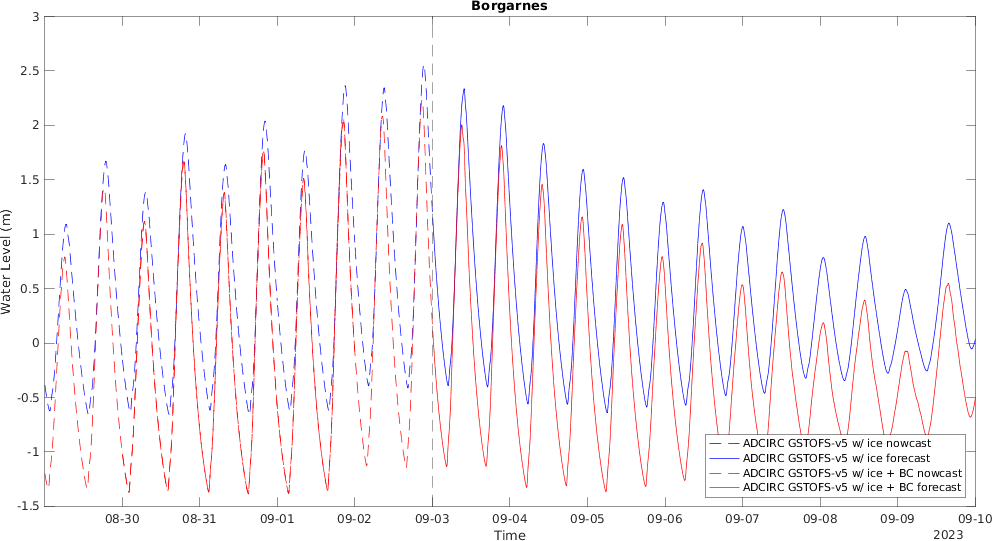 Borgarnes
3
2.5
2
1.5
1
0.5
0
-0.5
-1
-1.5
Water Level (m)
08-30 08-31 09-01 09-02 09-03 09-04 09-05 09-06 09-07 09-08 09-09 09-10
Time
2023
ADCIRC GSTOFS-v5 w/ ice nowcast
ADCIRC GSTOFS-v5 w/ ice forecast
ADCIRC GSTOFS-v5 w/ ice + BC nowcast
ADCIRC GSTOFS-v5 w/ ice + BC forecast